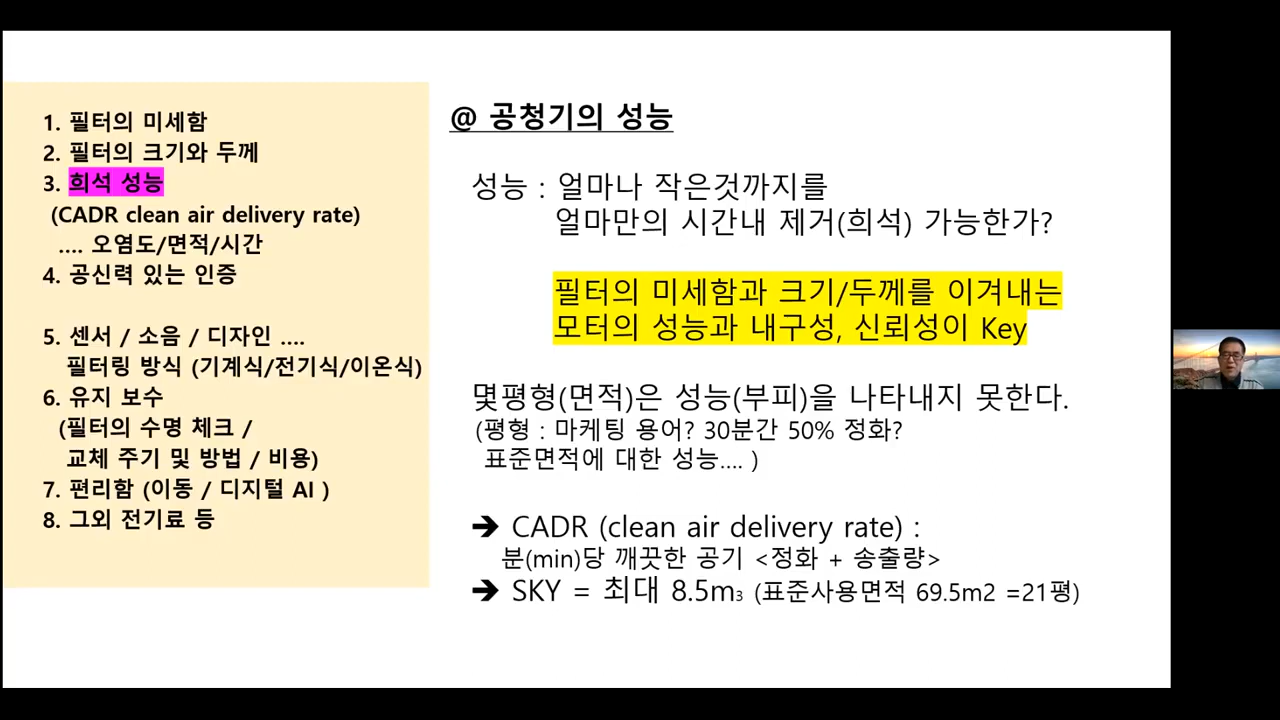 1. 필터의 미세함
2. 필터의 크기와 두께
3. 희석 성능
(CADR clean air delivery rate)
.... 오염도/면적/시간
4. 공신력 있는 인증
5. 센서 / 소음 / 디자인 ....
필터링 방식 (기계식/전기식/이온식)
6. 유지 보수
(필터의 수명 체크 /
교체 주기 및 방법 / 비용)
7. 편리함 (이동 / 디지털 AI )
8. 그외 전기료 등
@ 공청기의 성능
성능 : 얼마나 작은것까지를
얼마만의 시간내 제거(희석) 가능한가?
필터의 미세함과 크기/두께를 이겨내는
모터의 성능과 내구성, 신뢰성이 Key
몇평형(면적)은 성능(부피)을 나타내지 못한다.
(평형 : 마케팅 용어? 30분간 50% 정화?
표준면적에 대한 성능.... )
➔ CADR (clean air delivery rate) :
분(min)당 깨끗한 공기 <정화 + 송출량>
➔ SKY = 최대 8.5m3 (표준사용면적 69.5m2 =21평)